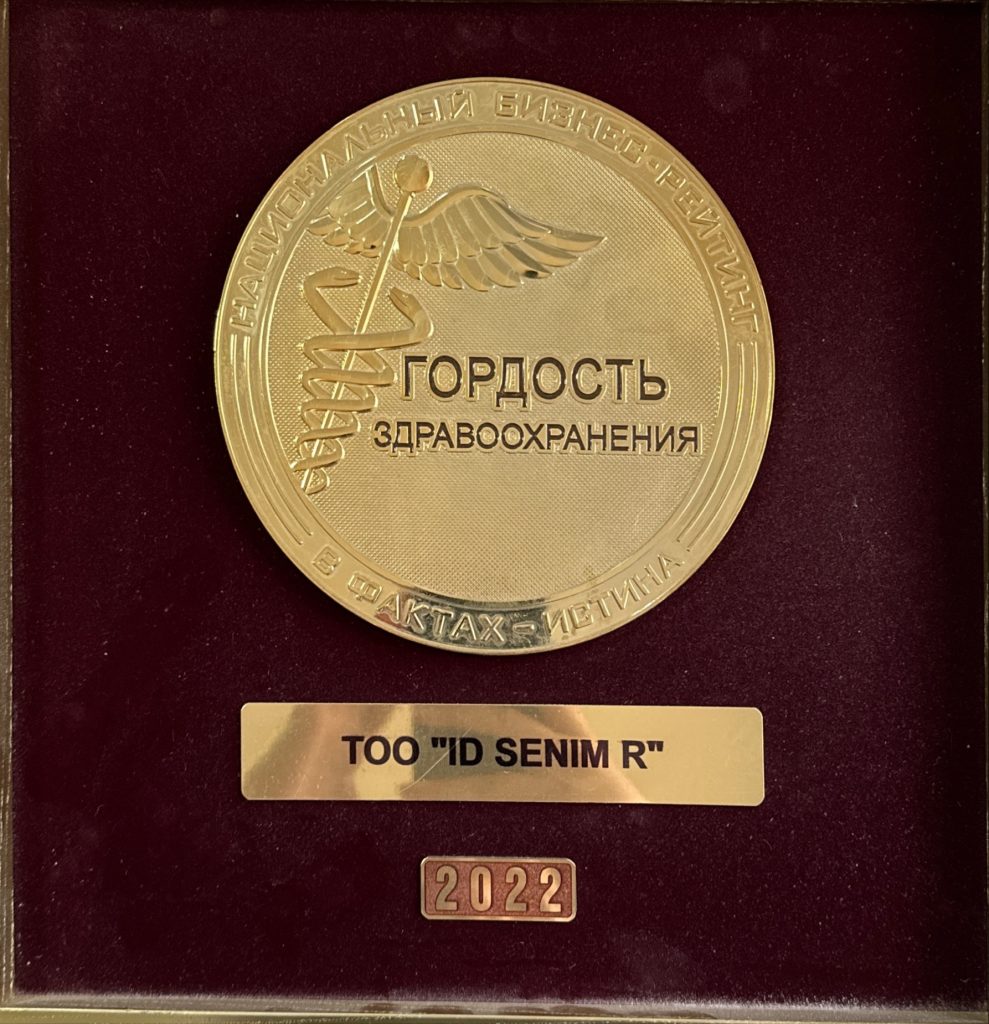 НАЦИОНАЛЬНЫЙ БИЗНЕС-РЕЙТИНГ
ГОРДОСТЬ
ЗДРАВООХРАНЕНИЯ
В ФАКТАХ - ИСТИНА
ТОО "ID SENIM R"
2022